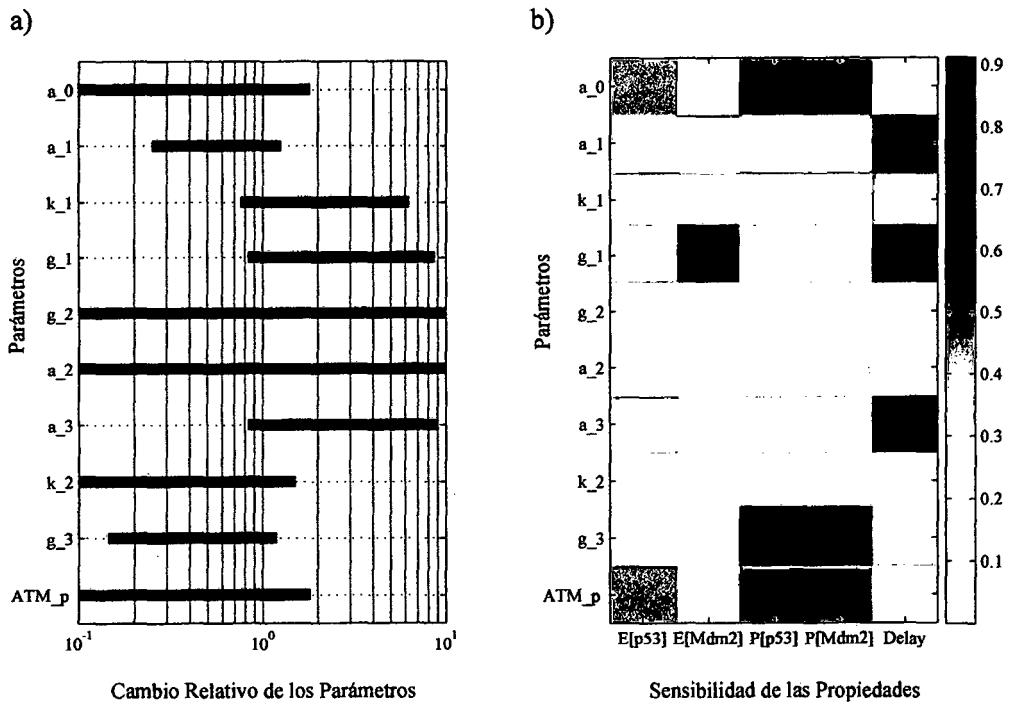 a)
b)
a_0
a_1
k_1
g_1
g_2
a_2
a_3
k_2
g_3
ATM_p
Parámetros
10^-1
10^0
10^1
Cambio Relativo de los Parámetros
a_0
a_1
k_1
g_1
g_2
a_2
a_3
k_2
g_3
ATM_p
Parámetros
E[p53] E[Mdm2] P[p53] P[Mdm2] Delay
Sensibilidad de las Propiedades
0.9
0.8
0.7
0.6
0.5
0.4
0.3
0.2
0.1